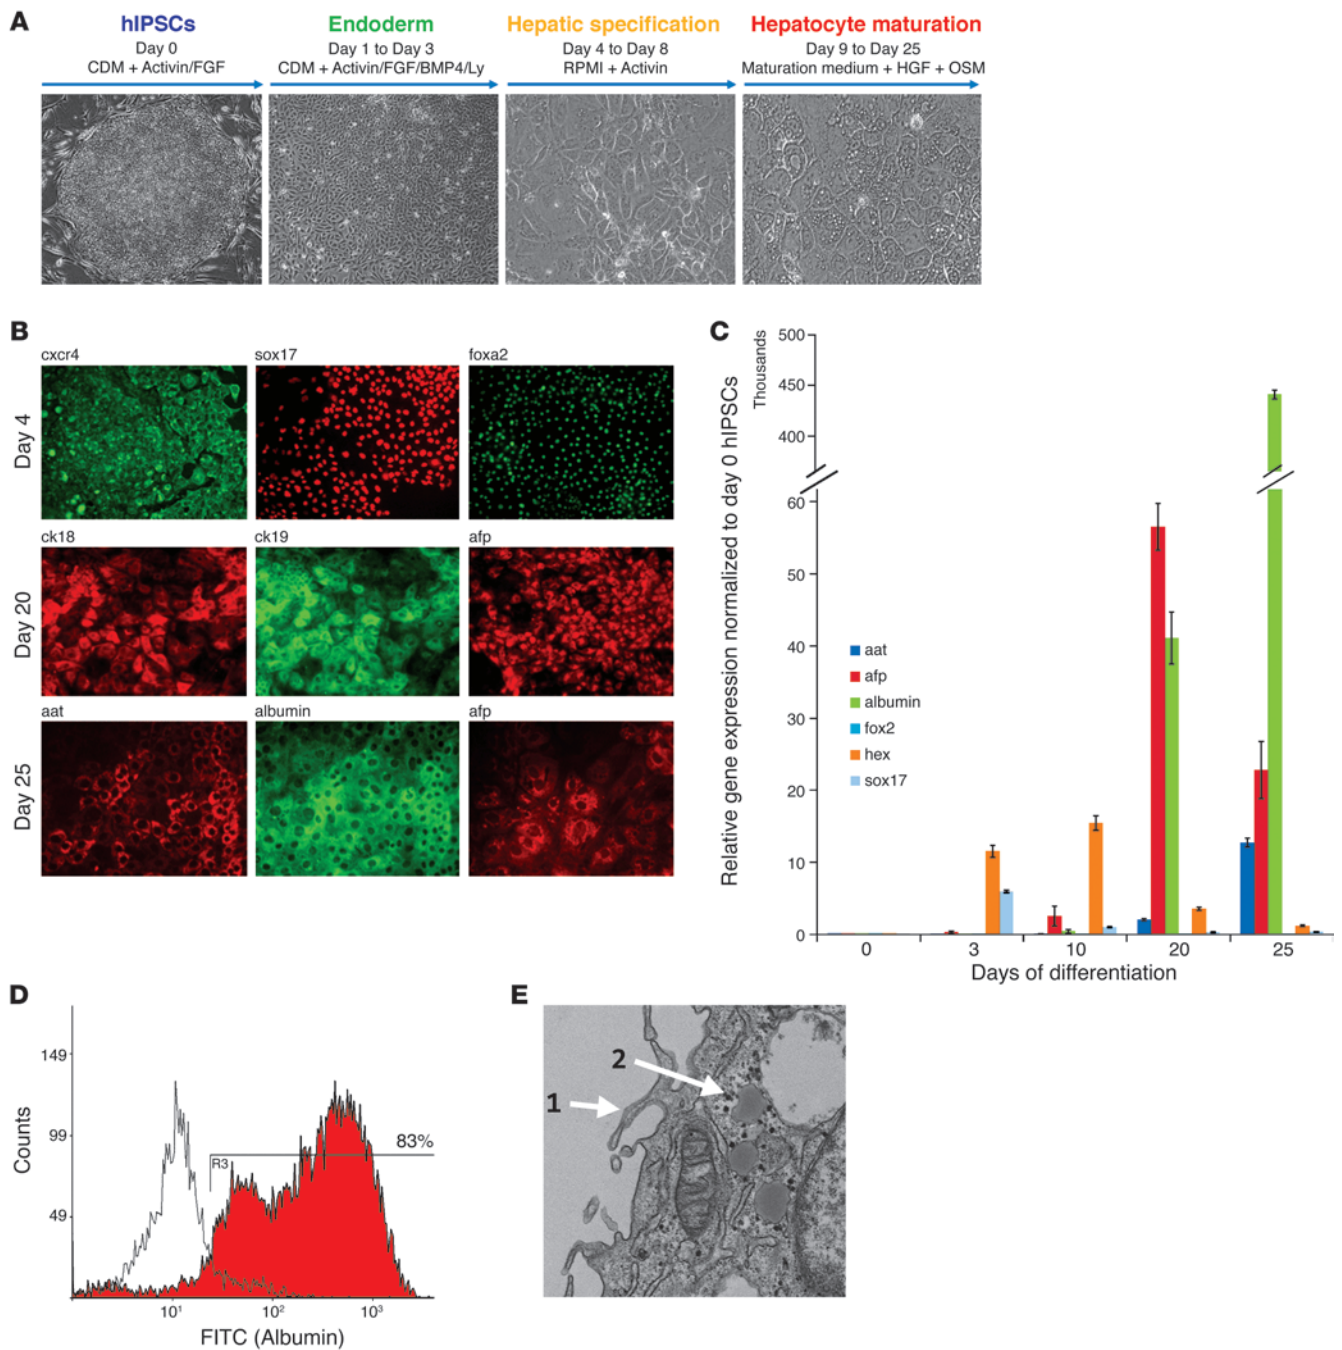 A
hIPSCs
Day 0
CDM + Activin/FGF
Endoderm
Day 1 to Day 3
CDM + Activin/FGF/BMP4/Ly
Hepatic specification
Day 4 to Day 8
RPMI + Activin
Hepatocyte maturation
Day 9 to Day 25
Maturation medium + HGF + OSM
B
cxcr4
sox17
foxa2
Day 4
ck18
ck19
afp
Day 20
aat
albumin
afp
Day 25
C
Relative gene expression normalized to day 0 hIPSCs
Thousands
500
450
400
60
50
40
30
20
10
0
aat
afp
albumin
fox2
hex
sox17
0 3 10 20 25
Days of differentiation
D
Counts
149
99
49
R3
83%
10¹ 10² 10³
FITC (Albumin)
E
1
2